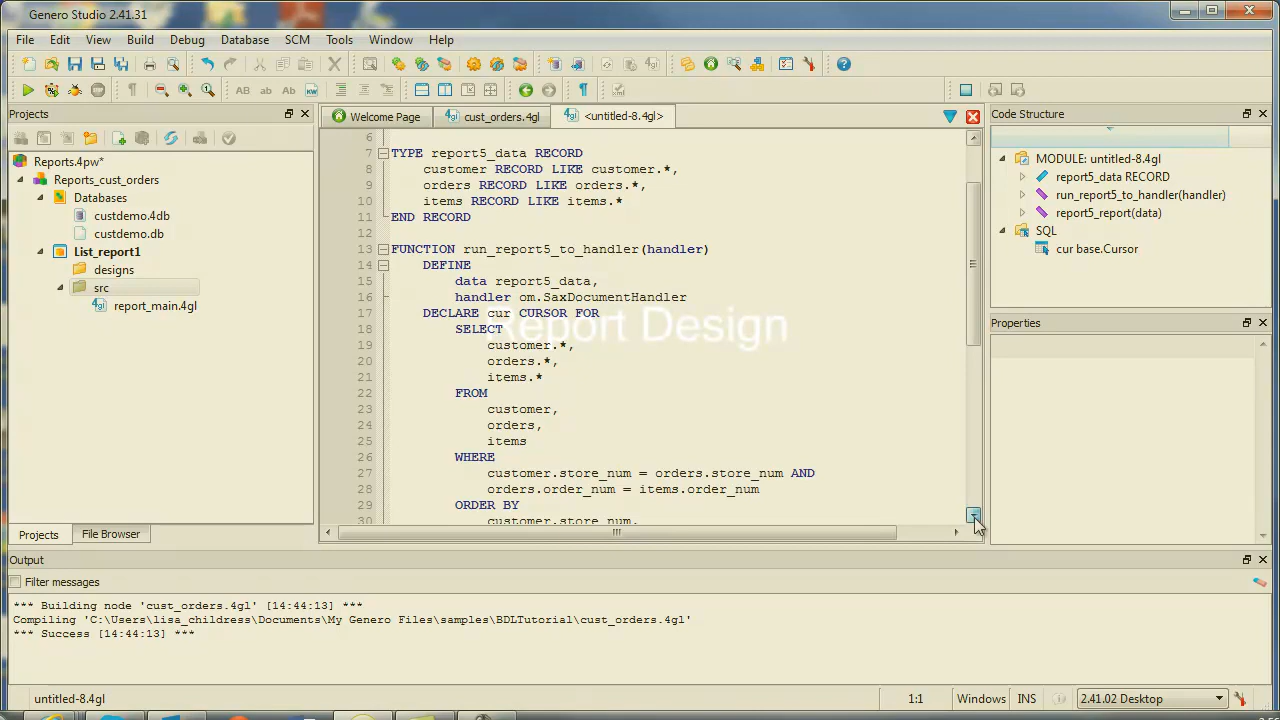 Genero Studio 2.41.31
File Edit View Build Debug Database SCM Tools Window Help
Projects
Welcome Page
cust_orders.4gl
<untitled-8.4gl>
Code Structure
Reports.4pw*
Reports_cust_orders
Databases
custdemo.4db
custdemo.db
List_report1
designs
src
report_main.4gl
6
7 TYPE report5_data RECORD
8 customer RECORD LIKE customer.*,
9 orders RECORD LIKE orders.*,
10 items RECORD LIKE items.*
11 END RECORD
12
13 FUNCTION run_report5_to_handler(handler)
14 DEFINE
15 data report5_data,
16 handler om.SaxDocumentHandler
17 DECLARE cur CURSOR FOR
18 SELECT
19 customer.*,
20 orders.*,
21 items.*
22 FROM
23 customer,
24 orders,
25 items
26 WHERE
27 customer.store_num = orders.store_num AND
28 orders.order_num = items.order_num
29 ORDER BY
30 customer.store_num,
Report Design
MODULE: untitled-8.4gl
report5_data RECORD
run_report5_to_handler(handler)
report5_report(data)
SQL
cur base.Cursor
Properties
Projects
File Browser
Output
Filter messages
*** Building node 'cust_orders.4gl' [14:44:13] ***
Compiling 'C:\Users\lisa_childress\Documents\My Genero Files\samples\BDLTutorial\cust_orders.4gl'
*** Success [14:44:13] ***
untitled-8.4gl
1:1
Windows
INS
2.41.02 Desktop